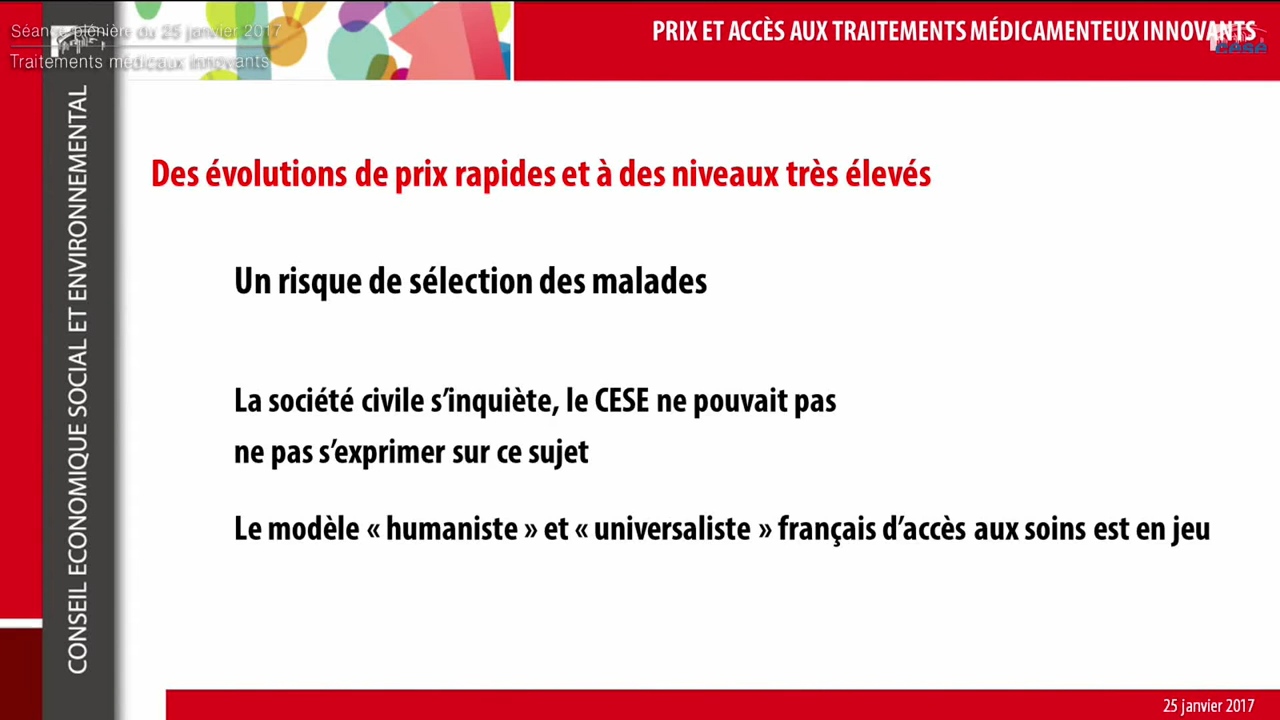 Séance plénière du 25 janvier 2017
Traitements médicaux innovants
PRIX ET ACCÈS AUX TRAITEMENTS MÉDICAMENTEUX INNOVANTS
cese
CONSEIL ECONOMIQUE SOCIAL ET ENVIRONNEMENTAL
Des évolutions de prix rapides et à des niveaux très élevés
Un risque de sélection des malades
La société civile s’inquiète, le CESE ne pouvait pas
ne pas s’exprimer sur ce sujet
Le modèle « humaniste » et « universaliste » français d’accès aux soins est en jeu
25 janvier 2017